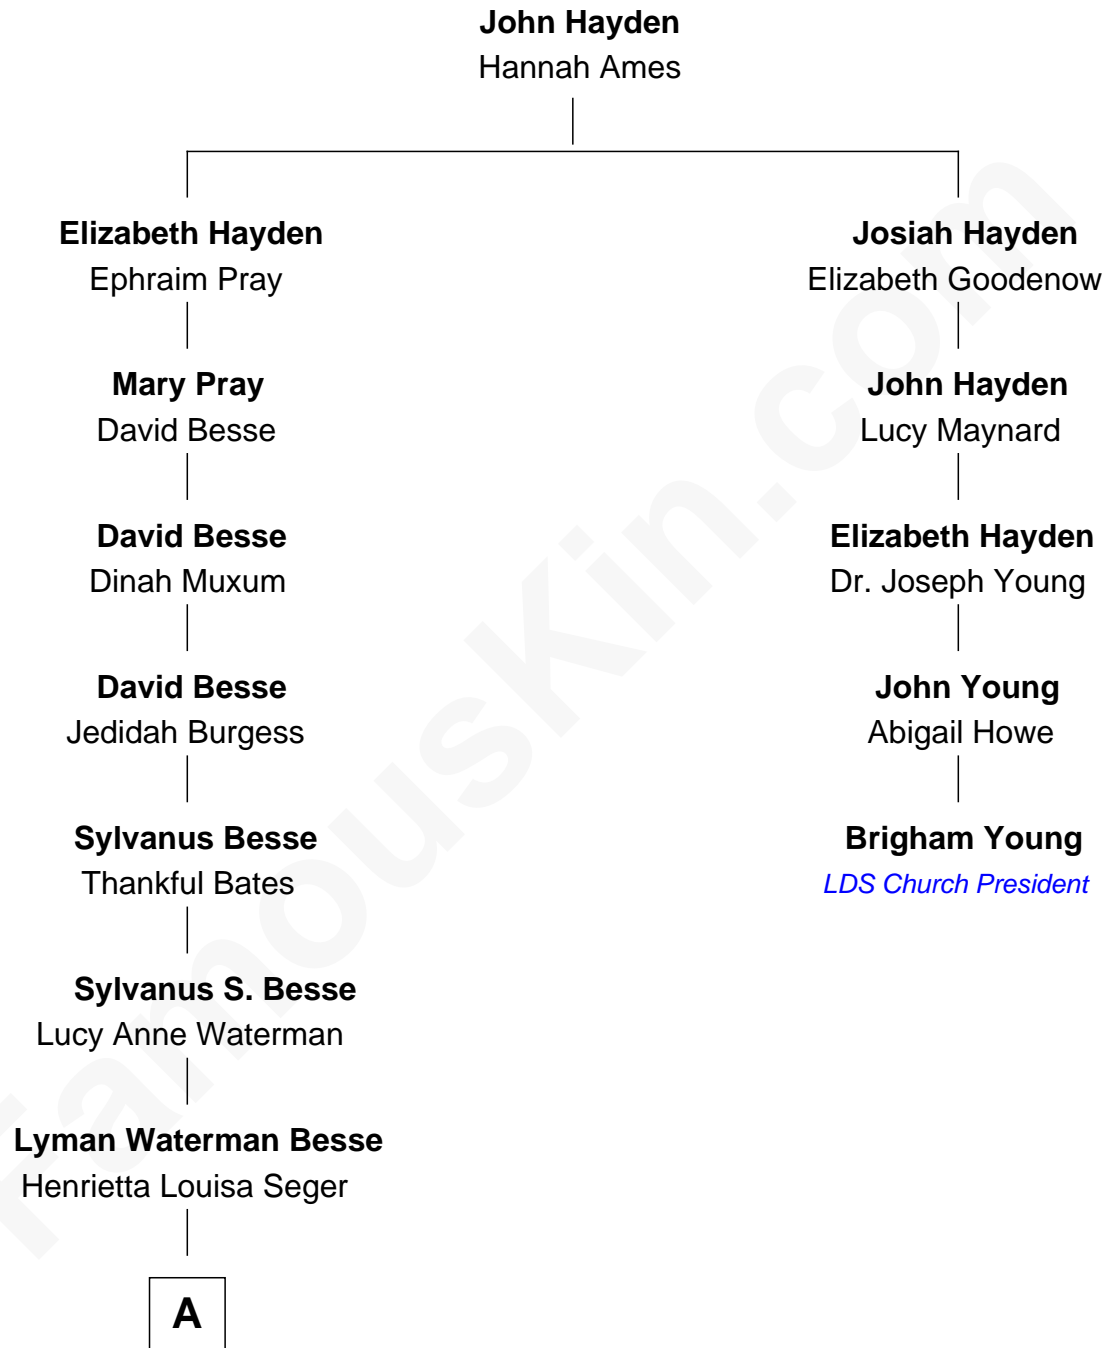 John Hayden
Hannah Ames
Elizabeth Hayden
Ephraim Pray
Josiah Hayden
Elizabeth Goodenow
Mary Pray
David Besse
John Hayden
Lucy Maynard
David Besse
Dinah Muxum
Elizabeth Hayden
Dr. Joseph Young
David Besse
Jedidah Burgess
John Young
Abigail Howe
Sylvanus Besse
Thankful Bates
Brigham Young
LDS Church President
Sylvanus S. Besse
Lucy Anne Waterman
Lyman Waterman Besse
Henrietta Louisa Seger
A
FamousKin.com